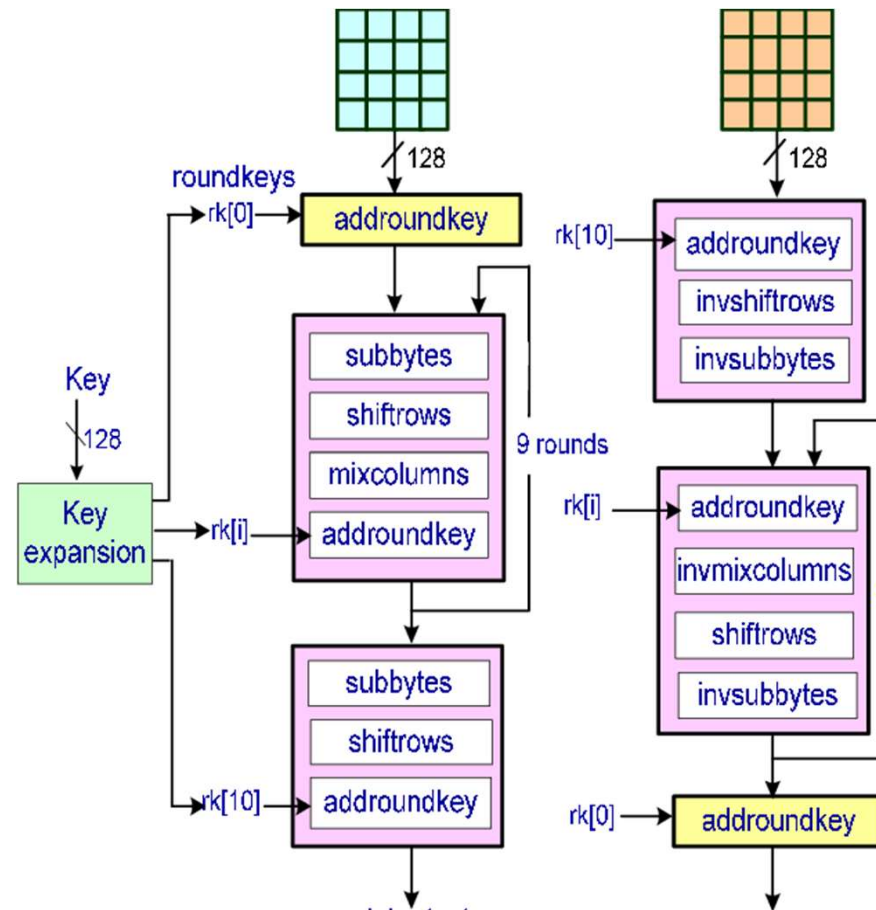 128
roundkeys
rk[0]
addroundkey
subbytes
shiftrows
mixcolumns
rk[i]
addroundkey
9 rounds
Key
128
Key
expansion
subbytes
shiftrows
rk[10]
addroundkey
128
rk[10]
addroundkey
invshiftrows
invsubbytes
rk[i]
addroundkey
invmixcolumns
shiftrows
invsubbytes
rk[0]
addroundkey